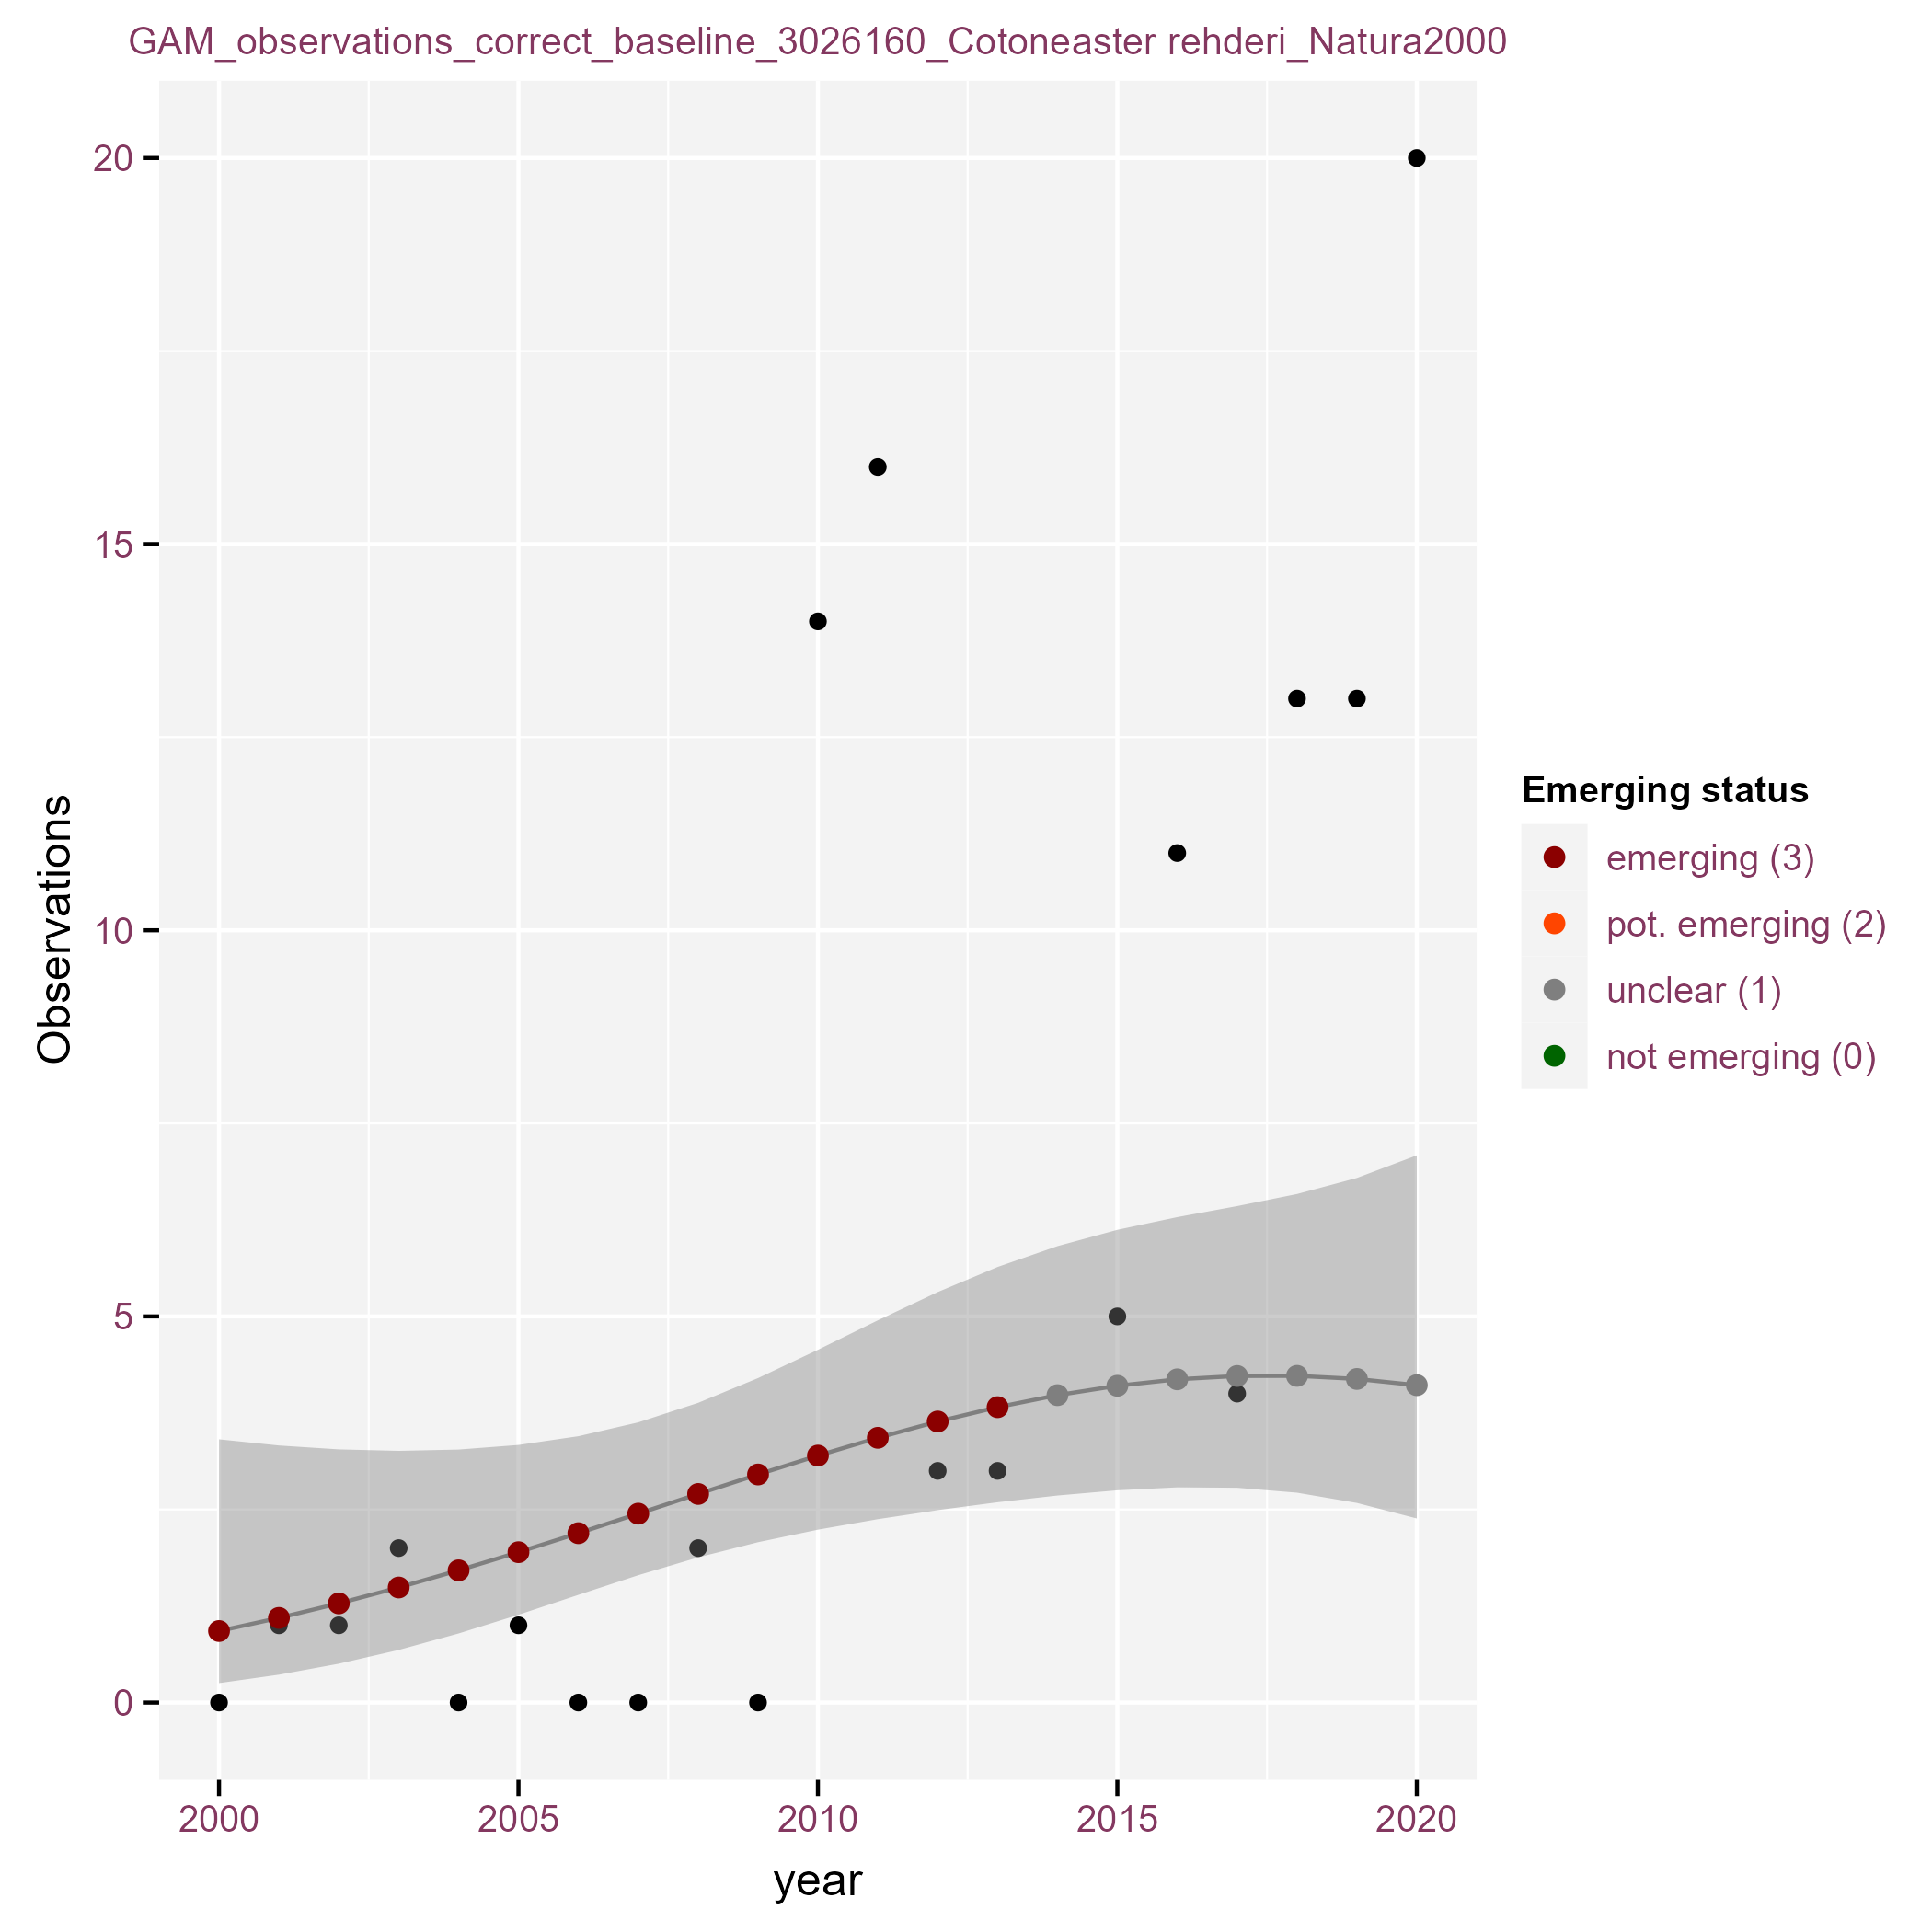 GAM_observations_correct_baseline_3026160_Cotoneaster rehderi_Natura2000
20
15
10
5
0
Observations
2000 2005 2010 2015 2020
year
Emerging status
emerging (3)
pot. emerging (2)
unclear (1)
not emerging (0)